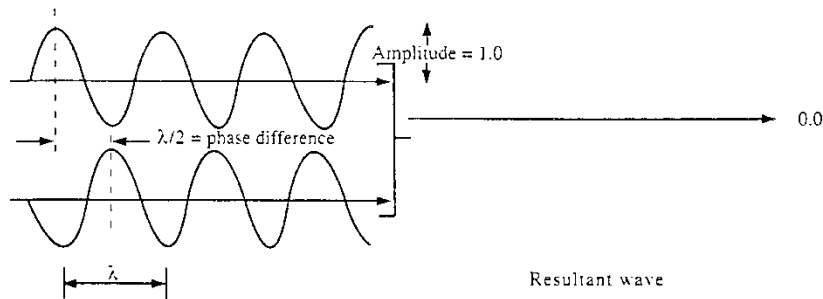 Amplitude = 1.0
0.0
λ/2 = phase difference
λ
Resultant wave